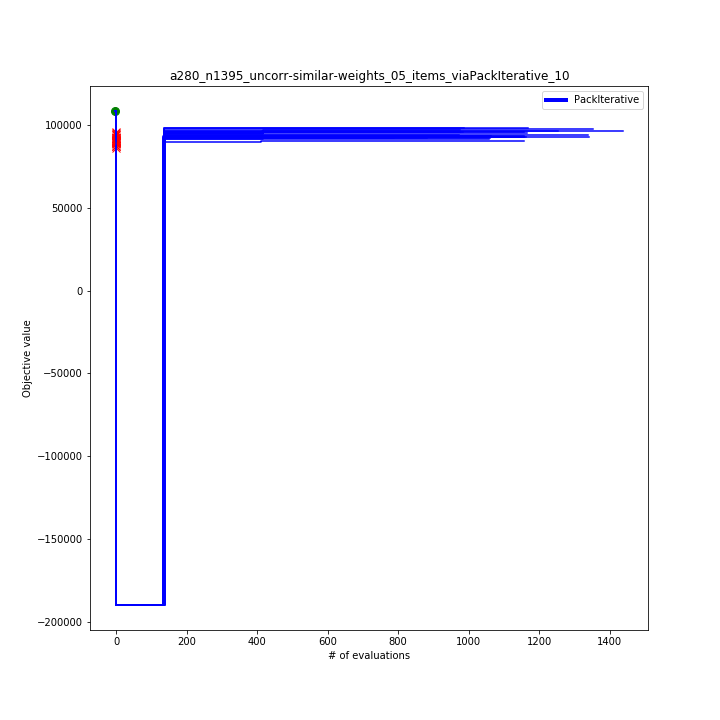 a280_n1395_uncorr-similar-weights_05_items_viaPackIterative_10
PackIterative
100000
50000
0
−50000
−100000
−150000
−200000
Objective value
0 200 400 600 800 1000 1200 1400
# of evaluations